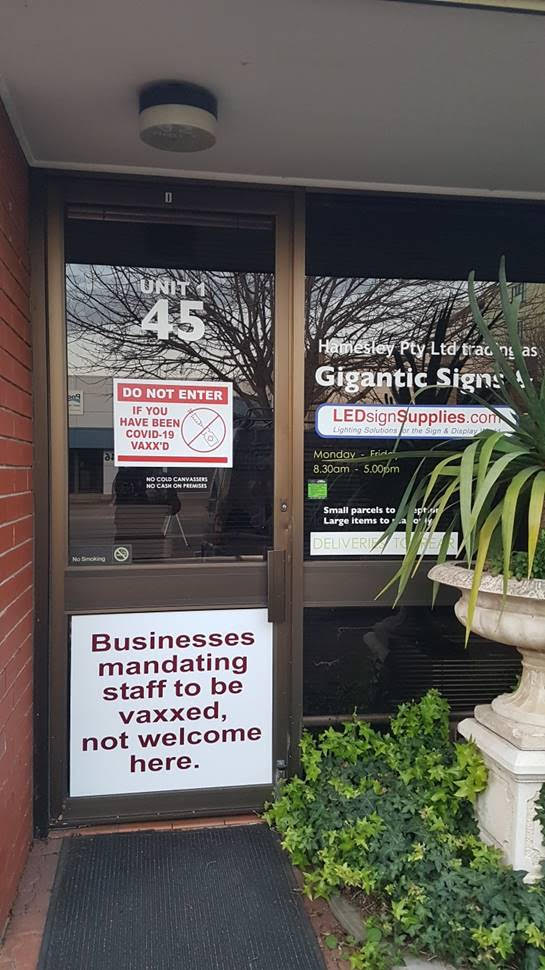 1
UNIT 1
45
DO NOT ENTER
IF YOU
HAVE BEEN
COVID-19
VAXX'D
NO COLD CANVASSERS
NO CASH ON PREMISES
No Smoking
Businesses
mandating
staff to be
vaxxed,
not welcome
here.
Hamesley Pty Ltd trading as
Gigantic Signs
LEDsignSupplies.com
Lighting Solutions for the Sign & Display
Monday -
8.30am - 5.00pm
Small parcels to
Large items to
DELIVERIES TO